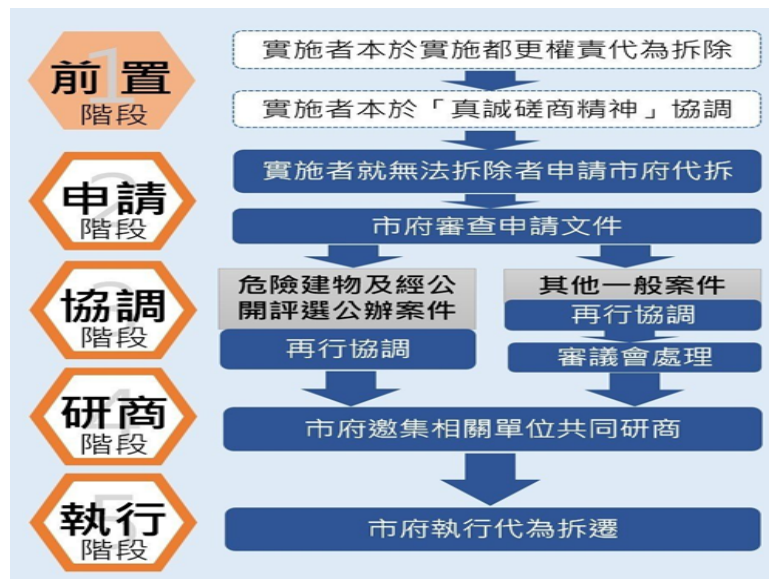 1
前置
階段
實施者本於實施都更權責代為拆除
實施者本於「真誠磋商精神」協調
2
申請
階段
實施者就無法拆除者申請市府代拆
市府審查申請文件
3
協調
階段
危險建物及經公
開評選公辦案件
再行協調
其他一般案件
再行協調
審議會處理
4
研商
階段
市府邀集相關單位共同研商
5
執行
階段
市府執行代為拆遷